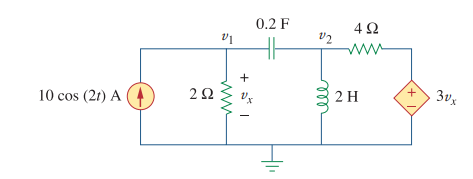 0.2 F
4 Ω
v1
v2
10 cos (2t) A
2 Ω
+
vx
−
2 H
+
−
3vx